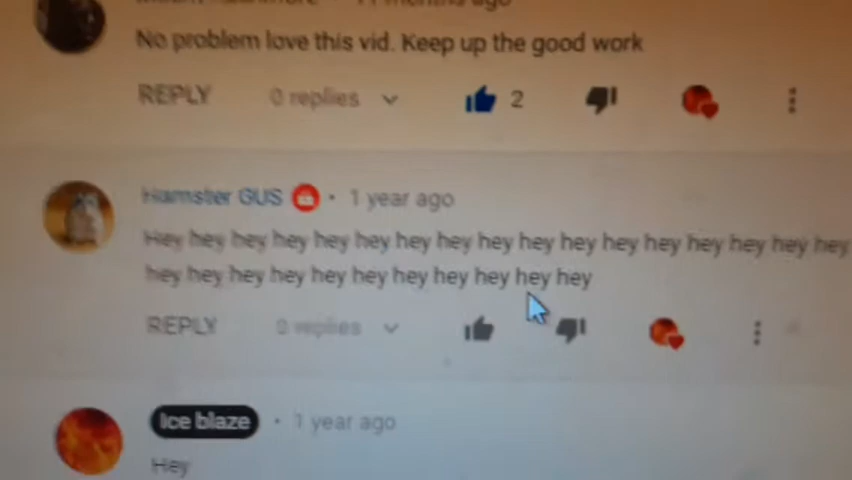 No problem love this vid. Keep up the good work
REPLY 0 replies 2
Hamster GUS • 1 year ago
Hey hey hey hey hey hey hey hey hey hey hey hey hey hey hey hey hey
hey hey hey hey hey hey hey hey hey hey hey
REPLY 0 replies
Ice blaze • 1 year ago
Hey